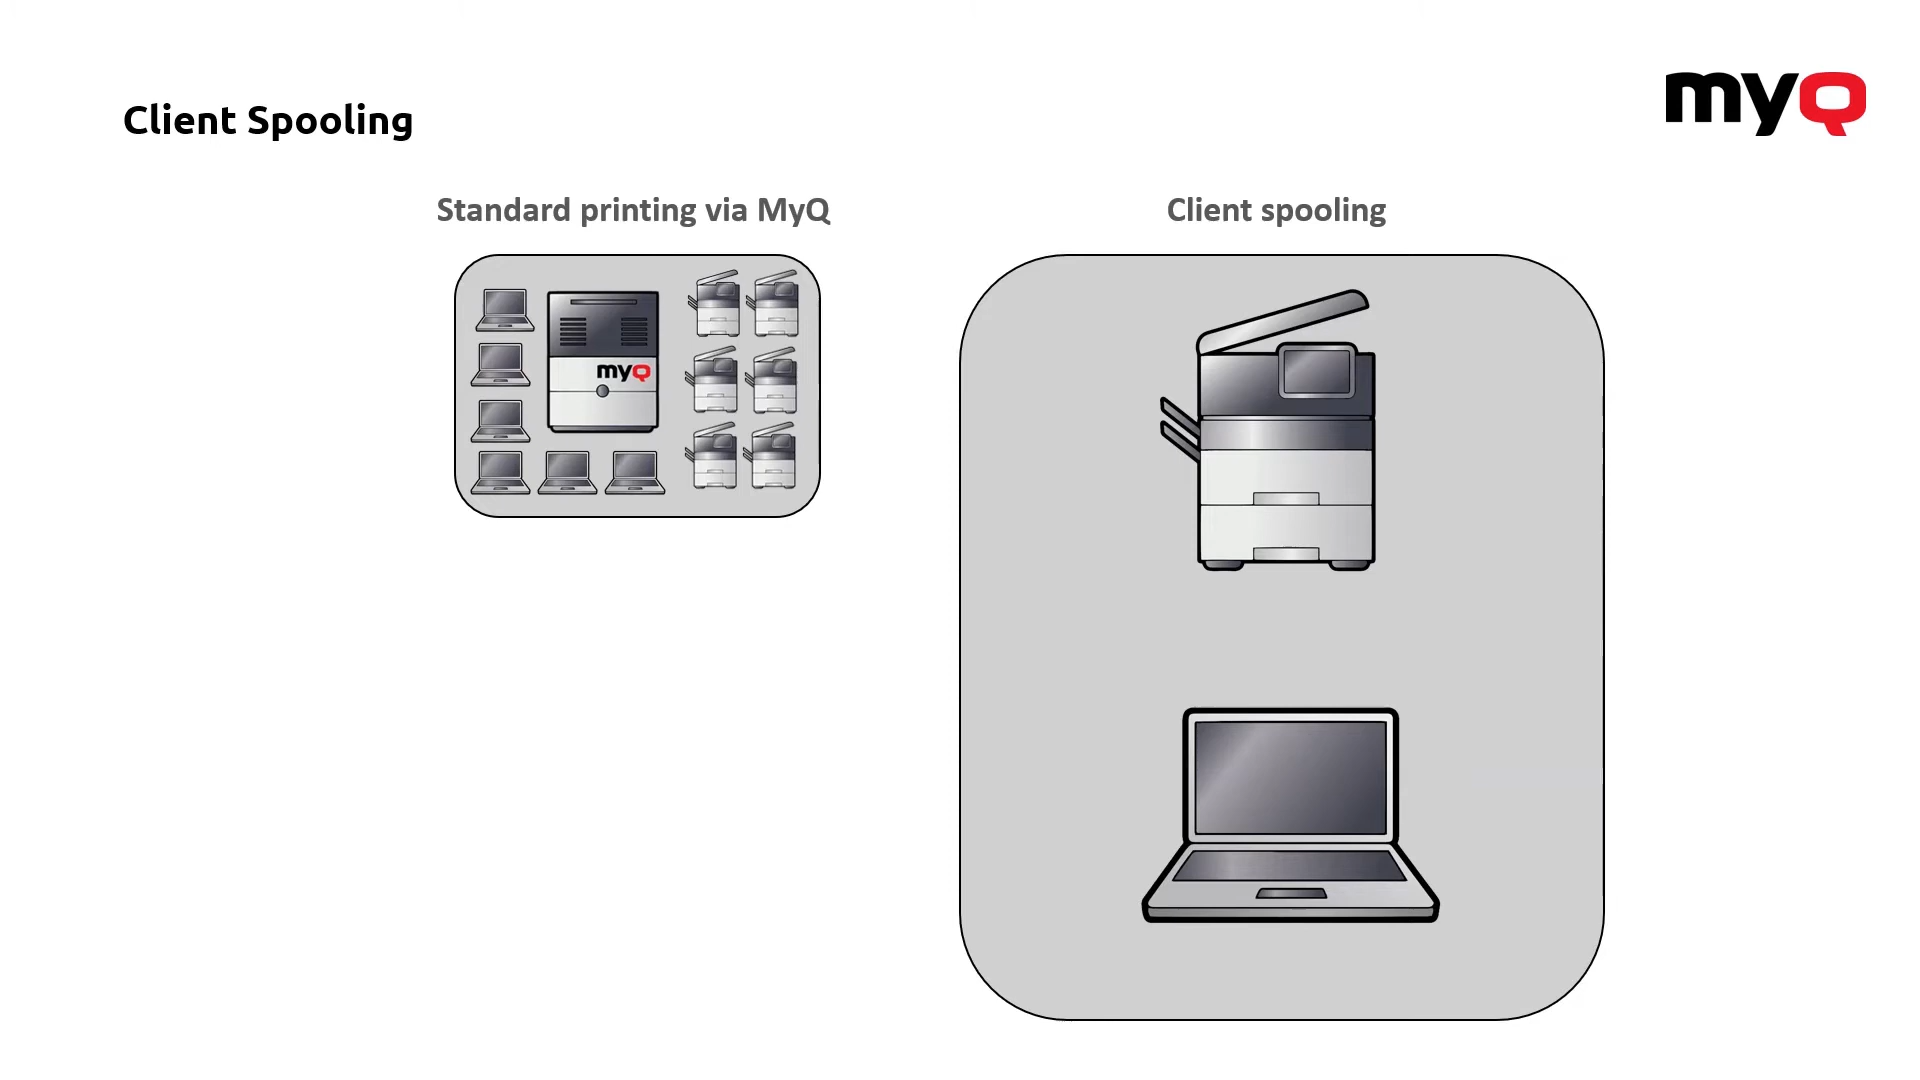 myQ
Client Spooling
Standard printing via MyQ
Client spooling
myQ